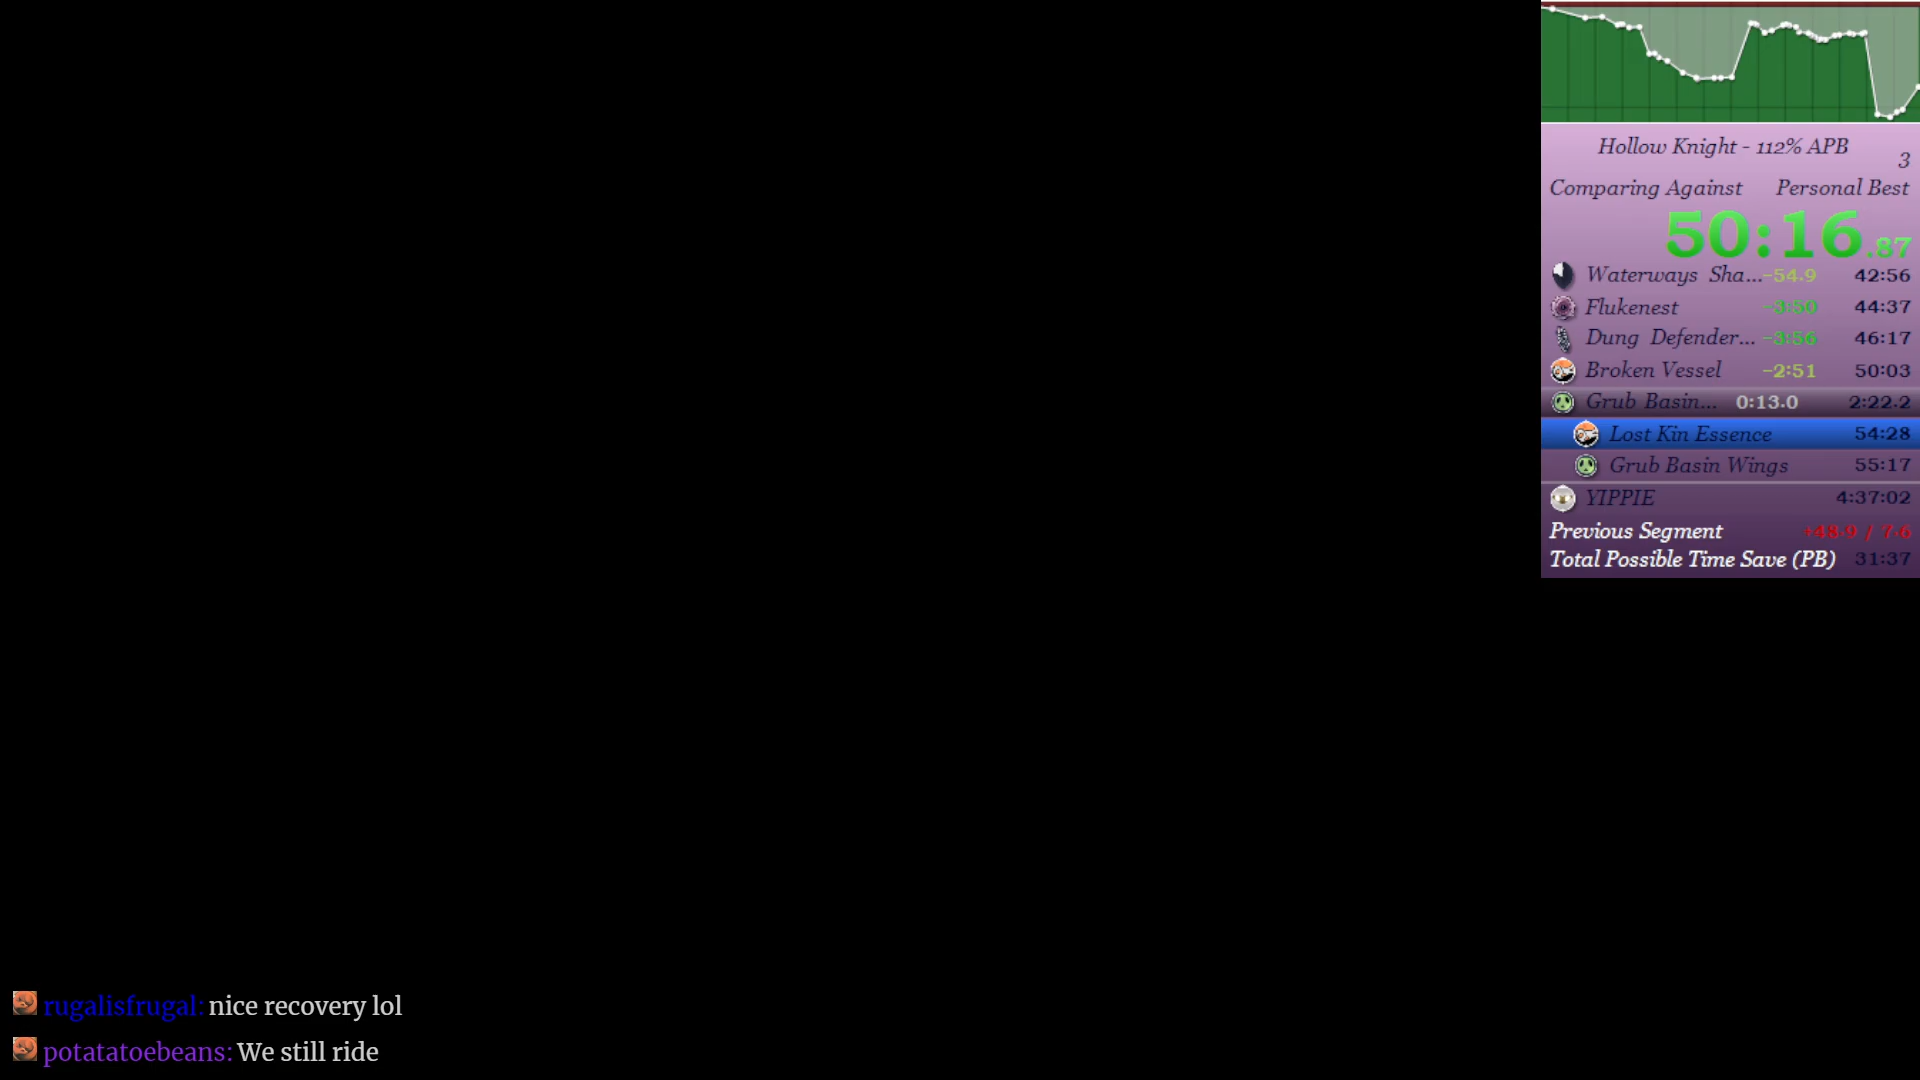 Hollow Knight - 112% APB
3
Comparing Against Personal Best
50:16.87
Waterways Sha... -54.9 42:56
Flukenest -3:50 44:37
Dung Defender... -3:56 46:17
Broken Vessel -2:51 50:03
Grub Basin... 0:13.0 2:22.2
Lost Kin Essence 54:28
Grub Basin Wings 55:17
YIPPIE 4:37:02
Previous Segment +48.9 / 7.6
Total Possible Time Save (PB) 31:37
rugalisfrugal: nice recovery lol
potatatoebeans: We still ride